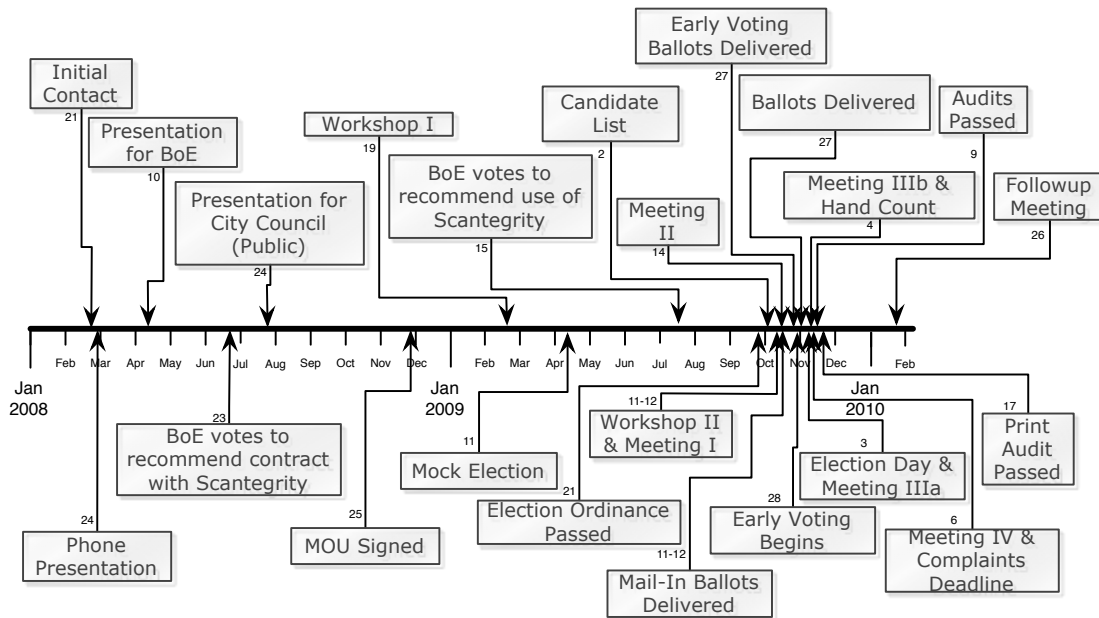 Early Voting
Ballots Delivered
27
Initial
Contact
21
Candidate
List
2
Ballots Delivered
27
Audits
Passed
9
Workshop I
19
Presentation
for BoE
10
BoE votes to
recommend use of
Scantegrity
15
Meeting IIIb &
Hand Count
4
Followup
Meeting
26
Presentation for
City Council
(Public)
24
Meeting
II
14
Feb Mar Apr May Jun Jul Aug Sep Oct Nov Dec Feb Mar Apr May Jun Jul Aug Sep Oct Nov Dec Feb
Jan
2008
Jan
2009
Jan
2010
23
BoE votes to
recommend contract
with Scantegrity
11-12
Workshop II
& Meeting I
17
Print
Audit
Passed
11
Mock Election
3
Election Day &
Meeting IIIa
21
Election Ordinance
Passed
28
Early Voting
Begins
24
Phone
Presentation
25
MOU Signed
6
Meeting IV &
Complaints
Deadline
11-12
Mail-In Ballots
Delivered